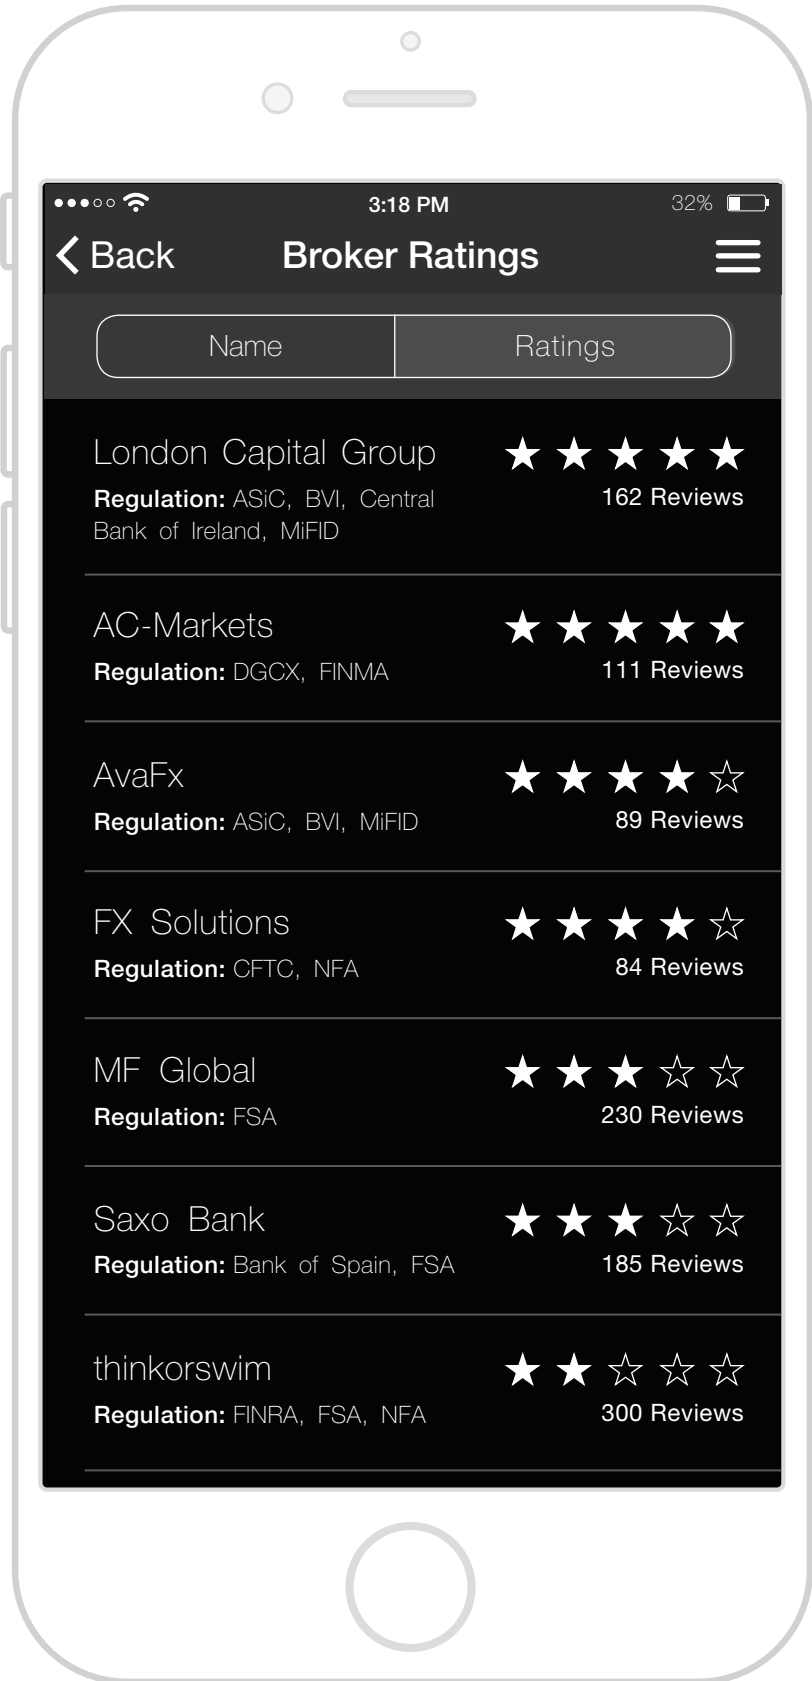 3:18 PM 32%
Back Broker Ratings
Name Ratings
London Capital Group
Regulation: ASiC, BVI, Central 162 Reviews
Bank of Ireland, MiFID
AC-Markets
Regulation: DGCX, FINMA 111 Reviews
AvaFx
Regulation: ASiC, BVI, MiFID 89 Reviews
FX Solutions
Regulation: CFTC, NFA 84 Reviews
MF Global
Regulation: FSA 230 Reviews
Saxo Bank
Regulation: Bank of Spain, FSA 185 Reviews
thinkorswim
Regulation: FINRA, FSA, NFA 300 Reviews